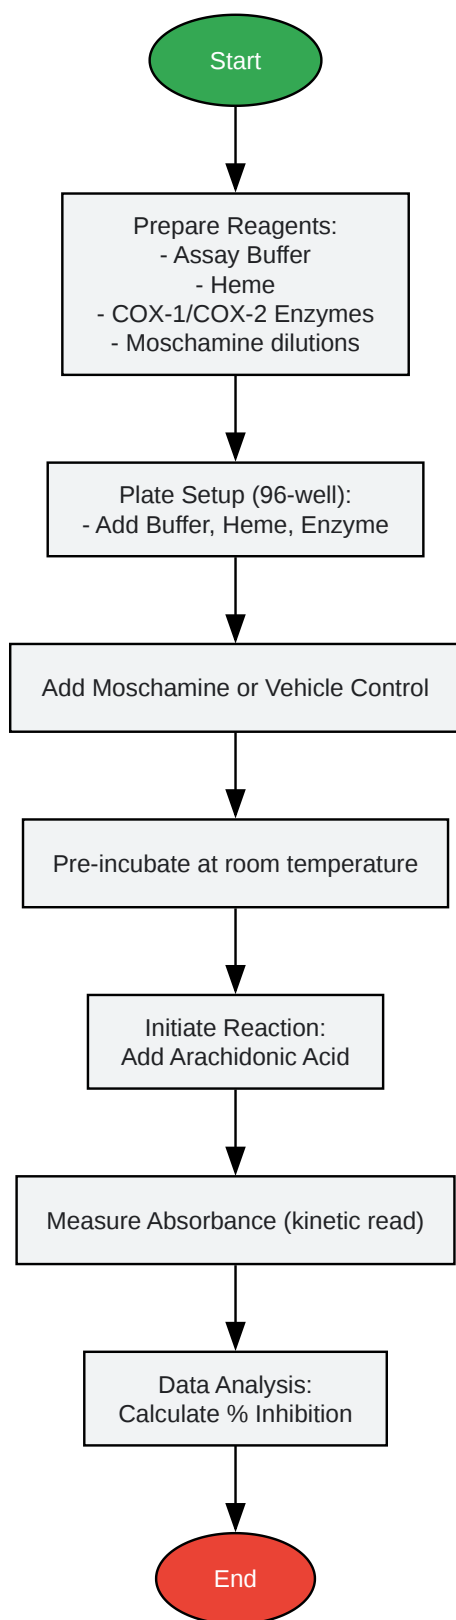 Start
Prepare Reagents:
- Assay Buffer
- Heme
- COX-1/COX-2 Enzymes
- Moschamine dilutions
Plate Setup (96-well):
- Add Buffer, Heme, Enzyme
Add Moschamine or Vehicle Control
Pre-incubate at room temperature
Initiate Reaction:
Add Arachidonic Acid
Measure Absorbance (kinetic read)
Data Analysis:
Calculate % Inhibition
End